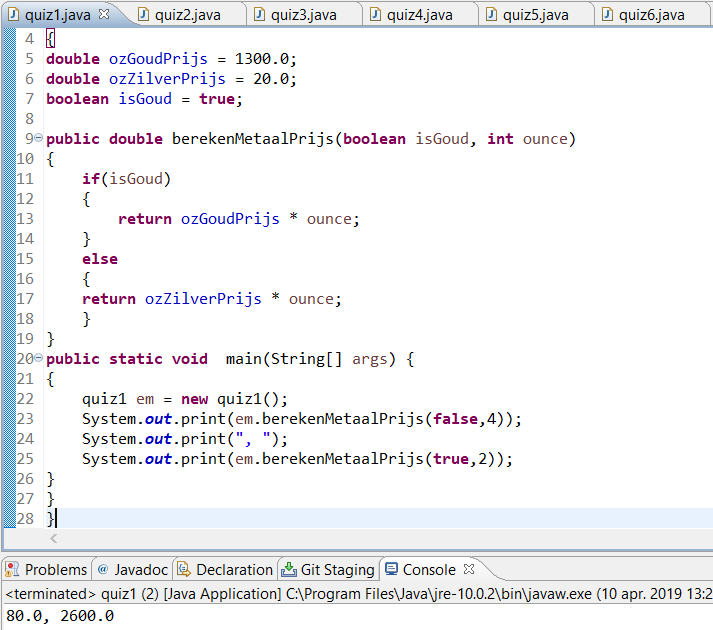 quiz1.java quiz2.java quiz3.java quiz4.java quiz5.java quiz6.java
4 {
5 double ozGoudPrijs = 1300.0;
6 double ozZilverPrijs = 20.0;
7 boolean isGoud = true;
8
9 public double berekenMetaalPrijs(boolean isGoud, int ounce)
10 {
11     if(isGoud)
12     {
13         return ozGoudPrijs * ounce;
14     }
15     else
16     {
17     return ozZilverPrijs * ounce;
18     }
19 }
20 public static void  main(String[] args) {
21 {
22     quiz1 em = new quiz1();
23     System.out.print(em.berekenMetaalPrijs(false,4));
24     System.out.print(", ");
25     System.out.print(em.berekenMetaalPrijs(true,2));
26 }
27 }
28 }
Problems @ Javadoc Declaration Git Staging Console
<terminated> quiz1 (2) [Java Application] C:\Program Files\Java\jre-10.0.2\bin\javaw.exe (10 apr. 2019 13:2
80.0, 2600.0